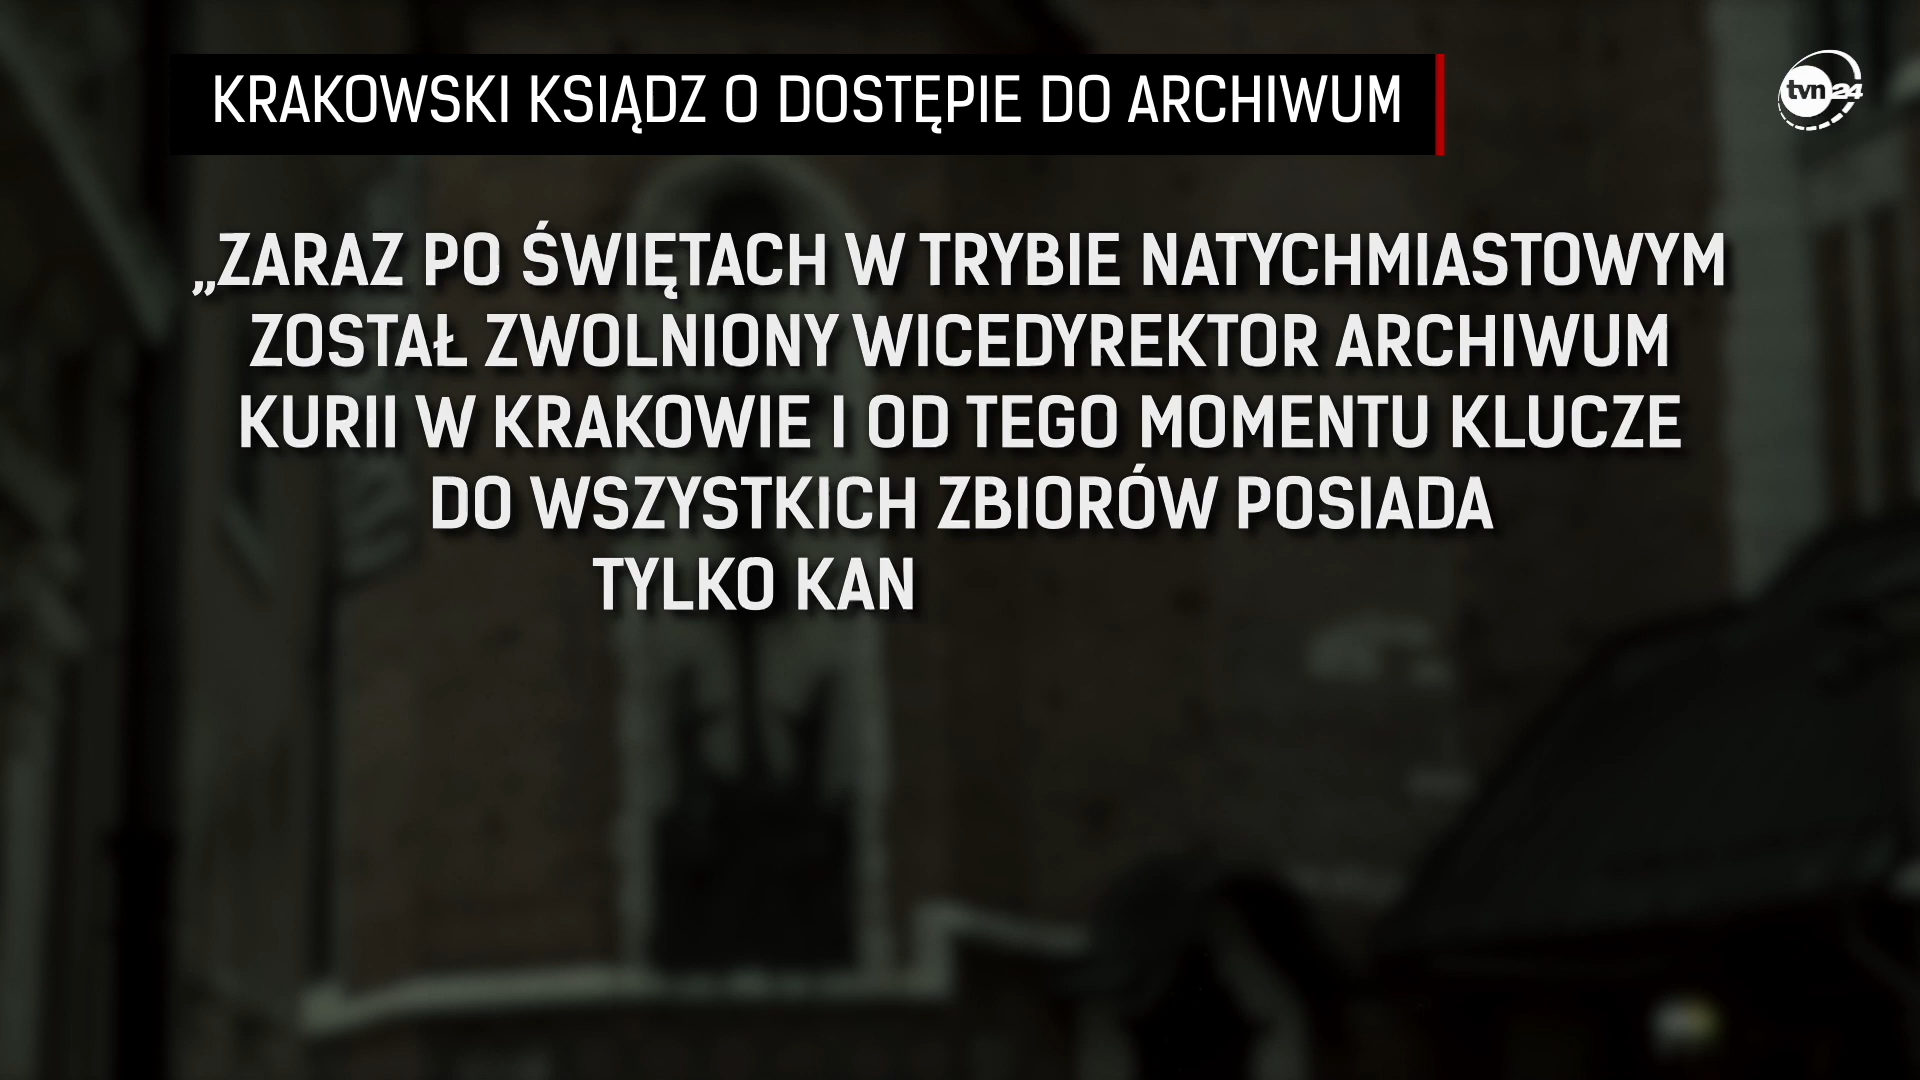 KRAKOWSKI KSIĄDZ O DOSTĘPIE DO ARCHIWUM
tvn24
„ZARAZ PO ŚWIĘTACH W TRYBIE NATYCHMIASTOWYM
ZOSTAŁ ZWOLNIONY WICEDYREKTOR ARCHIWUM
KURII W KRAKOWIE I OD TEGO MOMENTU KLUCZE
DO WSZYSTKICH ZBIORÓW POSIADA
TYLKO KAN